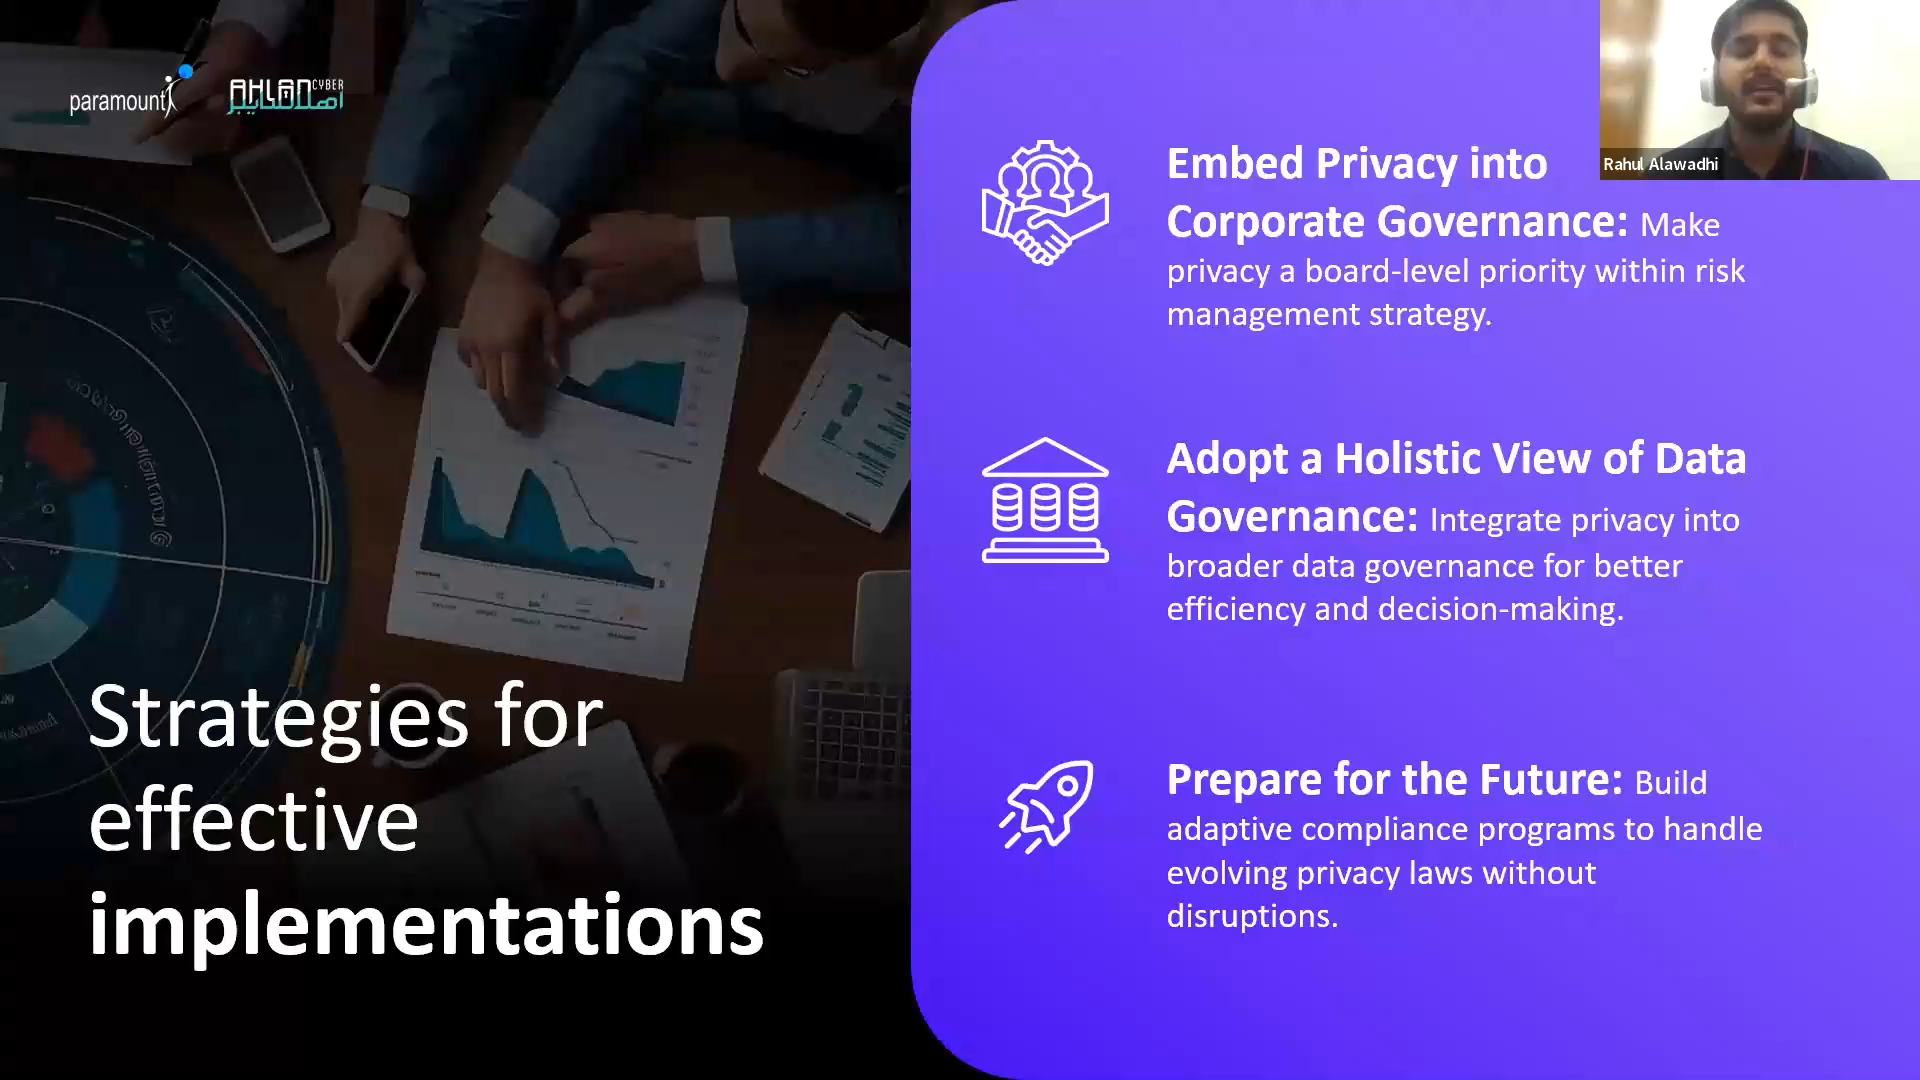 paramount
AHLAN CYBER
أهلا سايبر
Strategies for
effective
implementations
Embed Privacy into
Corporate Governance: Make
privacy a board-level priority within risk
management strategy.
Adopt a Holistic View of Data
Governance: Integrate privacy into
broader data governance for better
efficiency and decision-making.
Prepare for the Future: Build
adaptive compliance programs to handle
evolving privacy laws without
disruptions.
Rahul Alawadhi